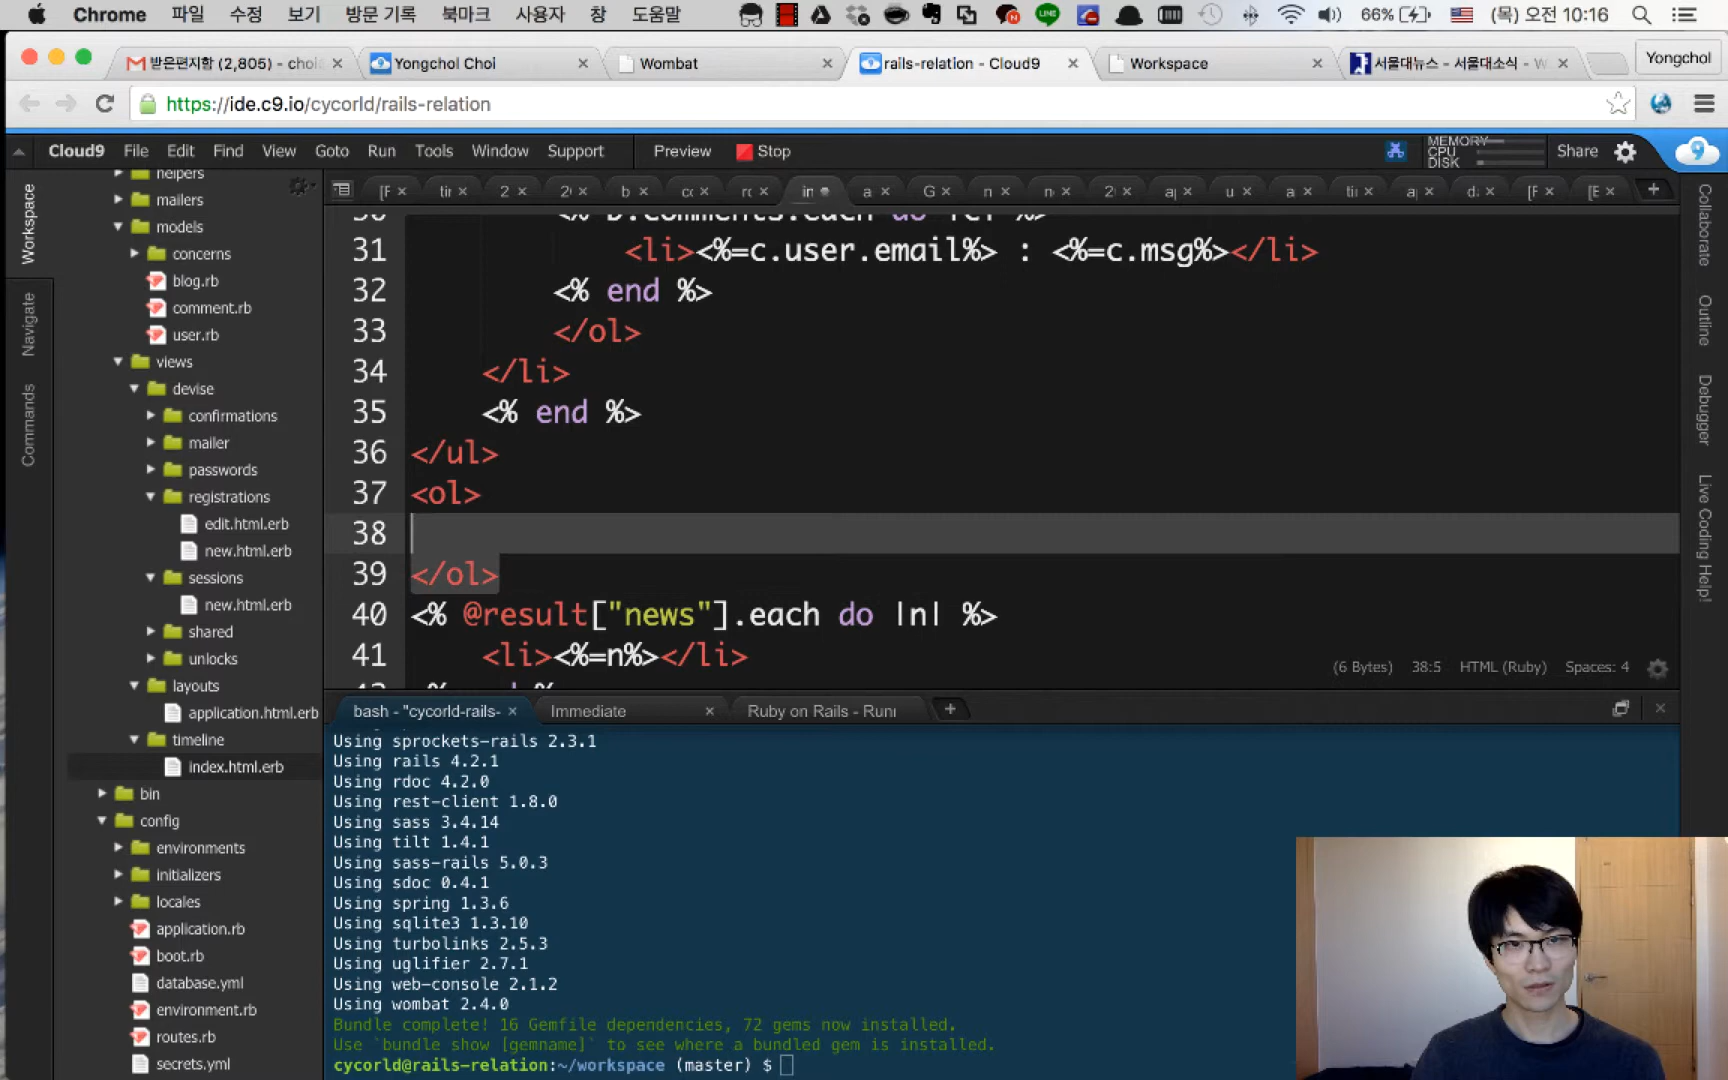 Chrome 파일 수정 보기 방문 기록 북마크 사용자 창 도움말 66% (목) 오전 10:16
받은편지함 (2,805) - choi
Yongchol Choi
Wombat
rails-relation - Cloud9
Workspace
서울대뉴스 - 서울대소식 - W
Yongchol
https://ide.c9.io/cycorld/rails-relation
Cloud9 File Edit Find View Goto Run Tools Window Support Preview Stop
MEMORY
CPU
DISK
Share
Workspace
Navigate
Commands
helpers
mailers
models
concerns
blog.rb
comment.rb
user.rb
views
devise
confirmations
mailer
passwords
registrations
edit.html.erb
new.html.erb
sessions
new.html.erb
shared
unlocks
layouts
application.html.erb
timeline
index.html.erb
bin
config
environments
initializers
locales
application.rb
boot.rb
database.yml
environment.rb
routes.rb
secrets.yml
31 <li><%=c.user.email%> : <%=c.msg%></li>
32 <% end %>
33 </ol>
34 </li>
35 <% end %>
36 </ul>
37 <ol>
38
39 </ol>
40 <% @result["news"].each do |n| %>
41 <li><%=n%></li>
(6 Bytes) 38:5 HTML (Ruby) Spaces: 4
Collaborate
Outline
Debugger
Live Coding Help!
bash - "cycorld-rails-
Immediate
Ruby on Rails - Runi
Using sprockets-rails 2.3.1
Using rails 4.2.1
Using rdoc 4.2.0
Using rest-client 1.8.0
Using sass 3.4.14
Using tilt 1.4.1
Using sass-rails 5.0.3
Using sdoc 0.4.1
Using spring 1.3.6
Using sqlite3 1.3.10
Using turbolinks 2.5.3
Using uglifier 2.7.1
Using web-console 2.1.2
Using wombat 2.4.0
Bundle complete! 16 Gemfile dependencies, 72 gems now installed.
Use `bundle show [gemname]` to see where a bundled gem is installed.
cycorld@rails-relation:~/workspace (master) $